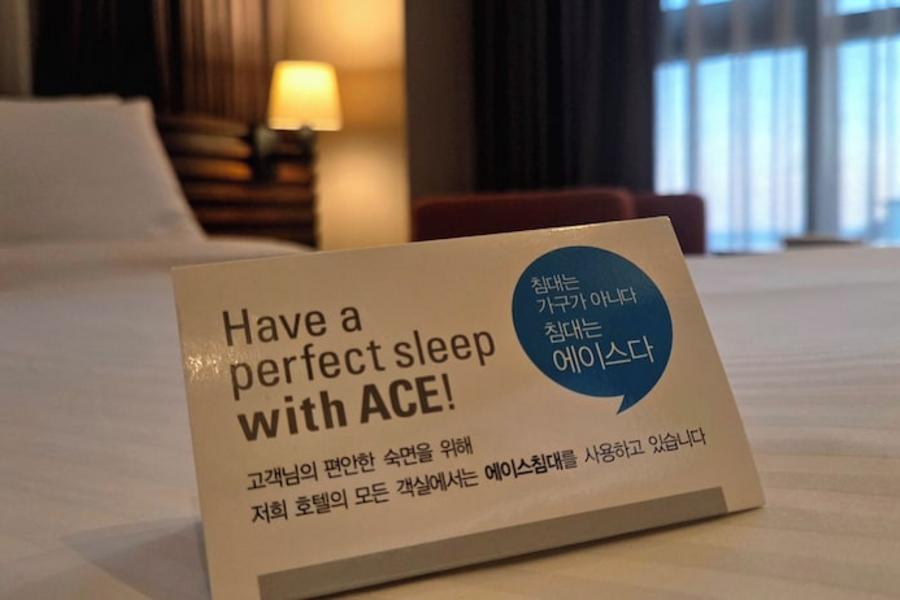 Have a
perfect sleep
with ACE!
침대는
가구가 아니다
침대는
에이스다
고객님의 편안한 숙면을 위해
저희 호텔의 모든 객실에서는 에이스침대를 사용하고 있습니다